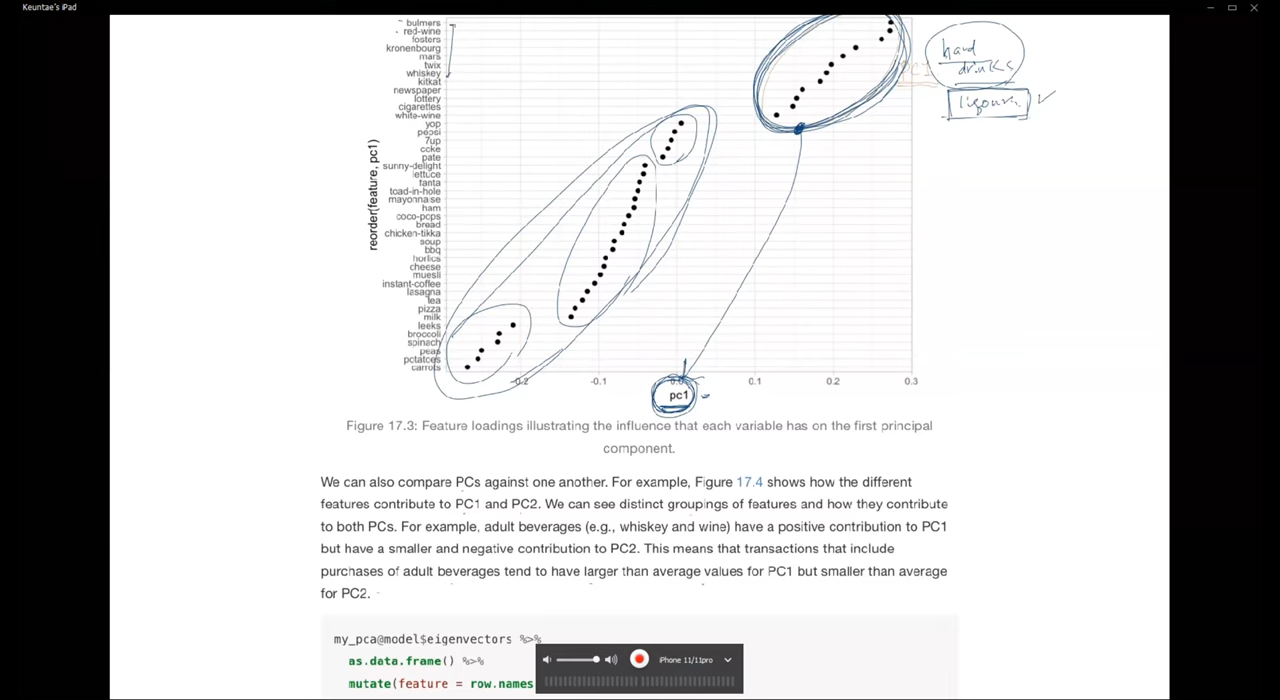 Keuntae's iPad
bulmers
red-wine
fosters
kronenbourg
mars
twix
whiskey
kitkat
newspaper
lottery
cigarettes
white-wine
yop
pepsi
7up
coke
pate
sunny-delight
lettuce
fanta
toad-in-hole
mayonnaise
ham
coco-pops
bread
chicken-tikka
soup
bbq
horlics
cheese
muesli
instant-coffee
lasagna
tea
pizza
milk
leeks
broccoli
spinach
peas
potatoes
carrots
reorder(feature, pc1)
hard
drinks
-0.2 -0.1 0.0 0.1 0.2 0.3
pc1
Figure 17.3: Feature loadings illustrating the influence that each variable has on the first principal
component.
We can also compare PCs against one another. For example, Figure 17.4 shows how the different
features contribute to PC1 and PC2. We can see distinct groupings of features and how they contribute
to both PCs. For example, adult beverages (e.g., whiskey and wine) have a positive contribution to PC1
but have a smaller and negative contribution to PC2. This means that transactions that include
purchases of adult beverages tend to have larger than average values for PC1 but smaller than average
for PC2.
my_pca@model$eigenvectors %>%
as.data.frame() %>%
mutate(feature = row.names
iPhone 11/11pro